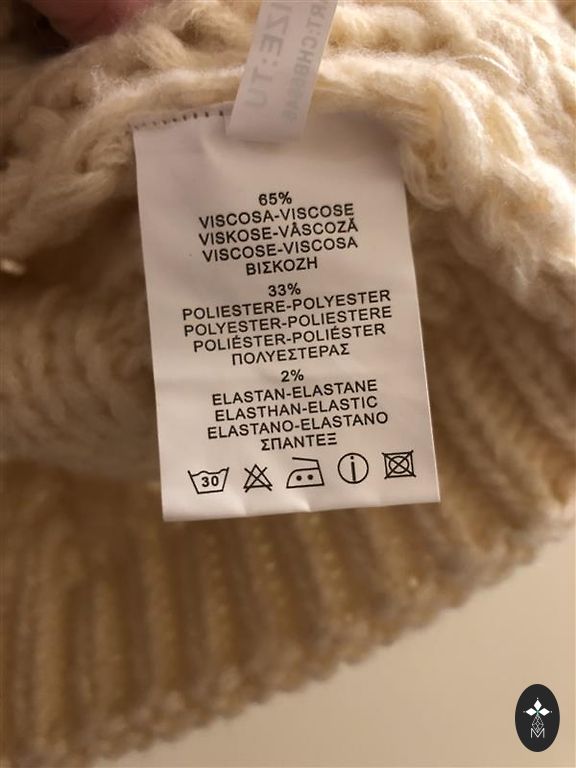 65%
VISCOSA-VISCOSE
VISKOSE-VÂSCOZĂ
VISCOSE-VISCOSA
ΒΙΣΚΟΖΗ
33%
POLIESTERE-POLYESTER
POLYESTER-POLIESTERE
POLIÉSTER-POLIÉSTER
ΠΟΛΥΕΣΤΕΡΑΣ
2%
ELASTAN-ELASTANE
ELASTHAN-ELASTIC
ELASTANO-ELASTANO
ΣΠΑΝΤΕΞ
30